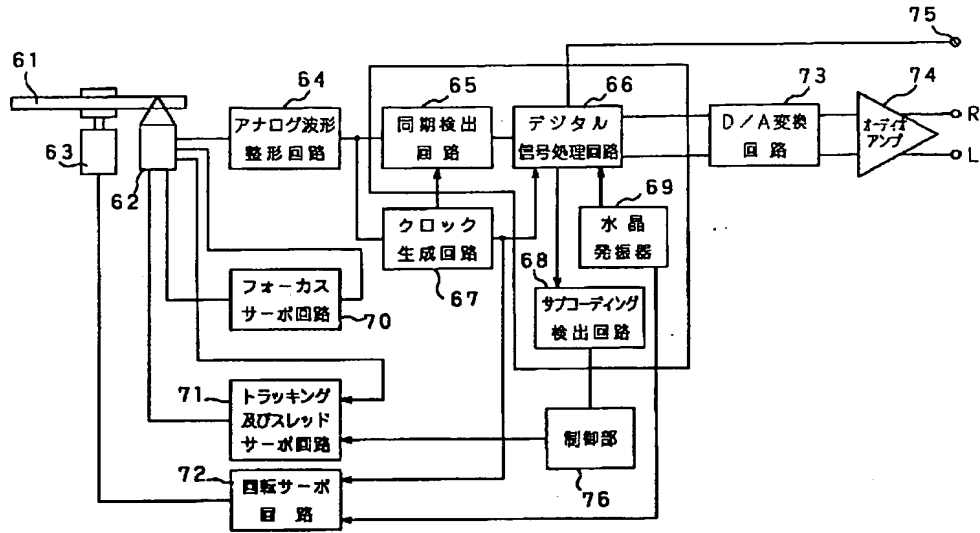 75
61
64
65
66
73
74
アナログ波形
整形回路
同期検出
回路
デジタル
信号処理回路
D/A変換
回路
オーディオ
アンプ
R
L
63
62
69
クロック
生成回路
水晶
発振器
67
68
サブコーディング
検出回路
フォーカス
サーボ回路
70
71
トラッキング
及びスレッド
サーボ回路
制御部
76
72
回転サーボ
回路